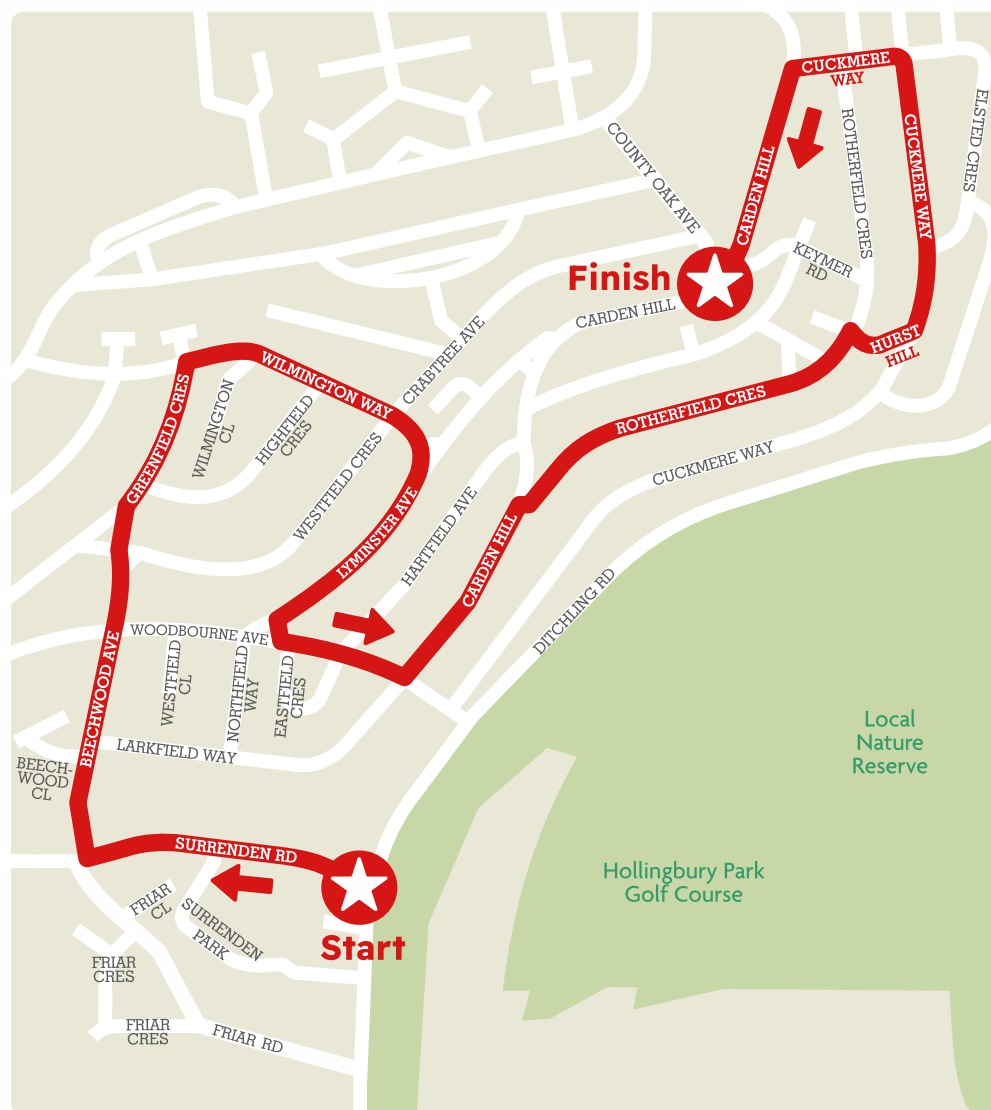 CUCKMERE
WAY
ELSTED CRES
CUCKMERE WAY
ROTHERFIELD CRES
COUNTY OAK AVE
CARDEN HILL
KEYMER
RD
Finish
CARDEN HILL
HURST
HILL
CRABTREE AVE
WILMINGTON WAY
GREENFIELD CRES
WILMINGTON
CL
HIGHFIELD
CRES
ROTHERFIELD CRES
WESTFIELD CRES
CUCKMERE WAY
LYMINSTER AVE
HARTFIELD AVE
CARDEN HILL
DITCHLING RD
WOODBOURNE AVE
BEECHWOOD AVE
WESTFIELD
CL
NORTHFIELD
WAY
EASTFIELD
CRES
LARKFIELD WAY
BEECH-
WOOD
CL
Local
Nature
Reserve
SURRENDEN RD
Hollingbury Park
Golf Course
FRIAR
CL
SURRENDEN
PARK
Start
FRIAR
CRES
FRIAR
CRES
FRIAR RD